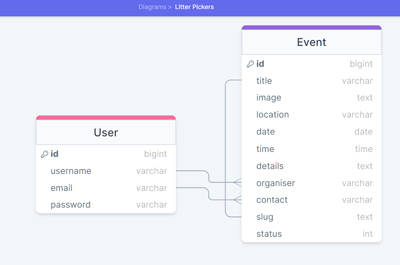 Diagrams > Litter Pickers
Event
id bigint
title varchar
image text
location varchar
date date
time time
details text
organiser varchar
contact varchar
slug text
status int
User
id bigint
username varchar
email varchar
password varchar